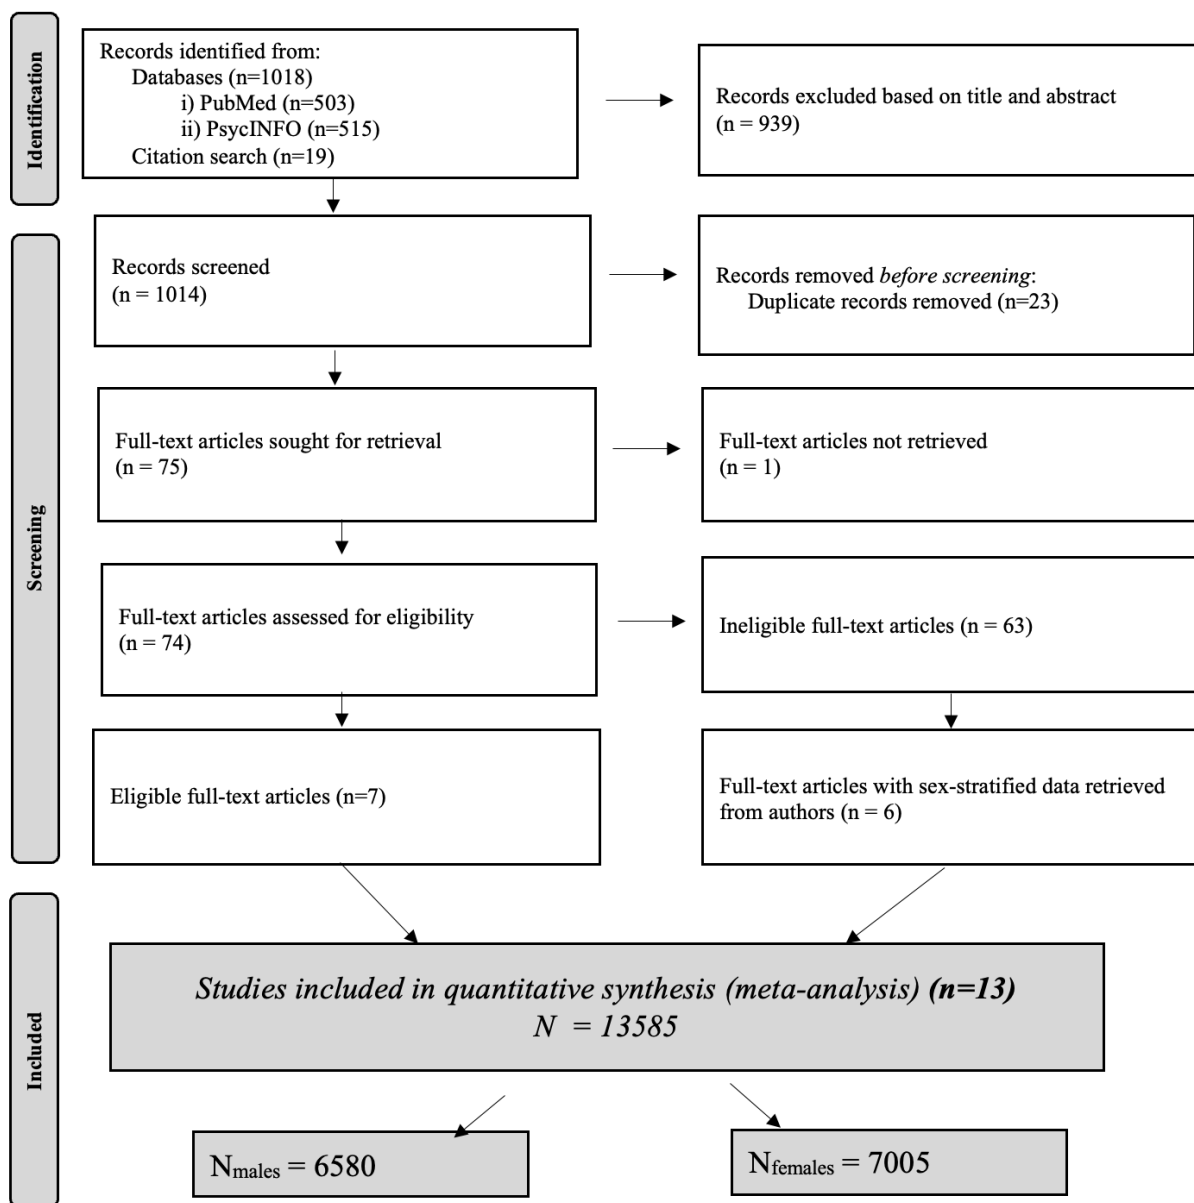 Identification
Records identified from:
Databases (n=1018)
i) PubMed (n=503)
ii) PsycINFO (n=515)
Citation search (n=19)
Records excluded based on title and abstract
(n = 939)
Screening
Records screened
(n = 1014)
Records removed before screening:
Duplicate records removed (n=23)
Full-text articles sought for retrieval
(n = 75)
Full-text articles not retrieved
(n = 1)
Full-text articles assessed for eligibility
(n = 74)
Ineligible full-text articles (n = 63)
Eligible full-text articles (n=7)
Full-text articles with sex-stratified data retrieved
from authors (n = 6)
Included
Studies included in quantitative synthesis (meta-analysis) (n=13)
N = 13585
Nmales = 6580
Nfemales = 7005